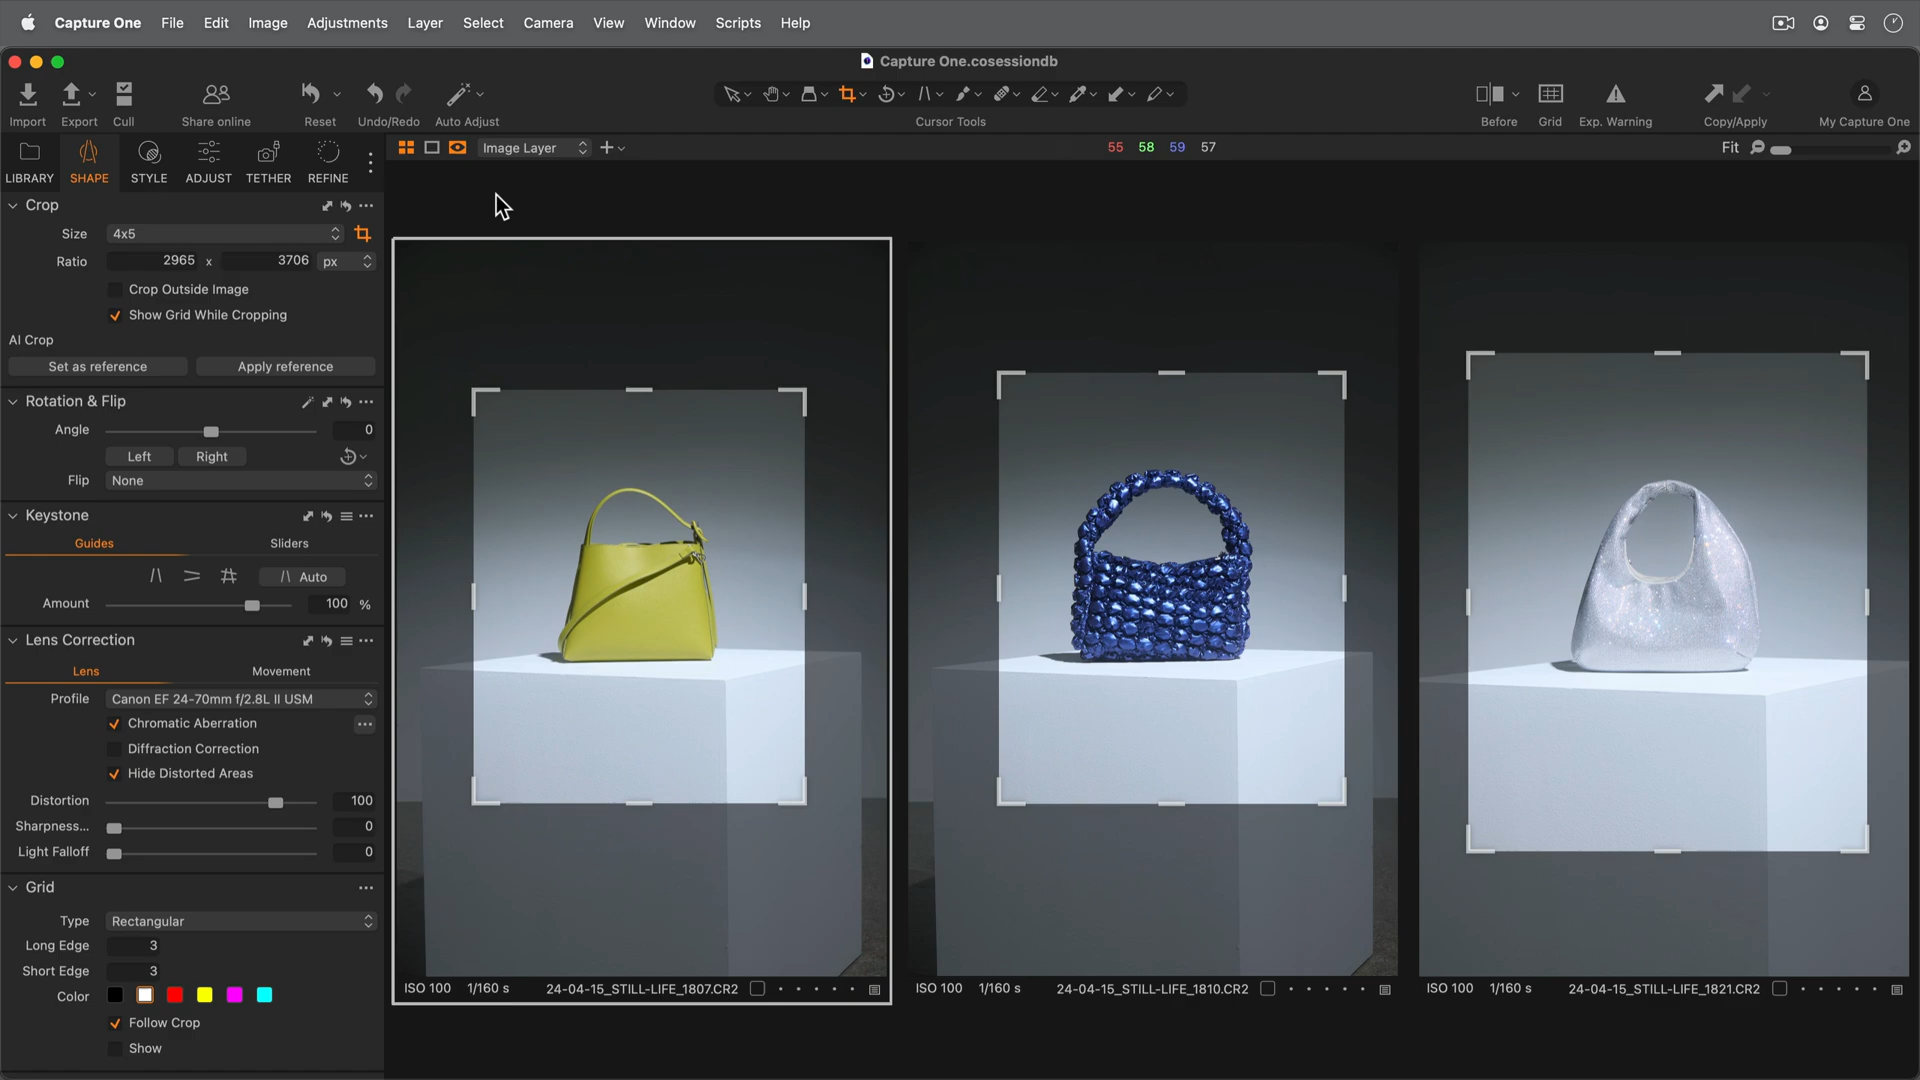 Capture One File Edit Image Adjustments Layer Select Camera View Window Scripts Help
Capture One.cosessiondb
Import Export Cull Share online Reset Undo/Redo Auto Adjust Cursor Tools Before Grid Exp. Warning Copy/Apply My Capture One
LIBRARY SHAPE STYLE ADJUST TETHER REFINE
Image Layer 55 58 59 57 Fit
Crop
Size 4x5
Ratio 2965 x 3706 px
Crop Outside Image
Show Grid While Cropping
AI Crop
Set as reference Apply reference
Rotation & Flip
Angle 0
Left Right
Flip None
Keystone
Guides Sliders
Auto
Amount 100 %
Lens Correction
Lens Movement
Profile Canon EF 24-70mm f/2.8L II USM
Chromatic Aberration
Diffraction Correction
Hide Distorted Areas
Distortion 100
Sharpness... 0
Light Falloff 0
Grid
Type Rectangular
Long Edge 3
Short Edge 3
Color
Follow Crop
Show
ISO 100 1/160 s 24-04-15_STILL-LIFE_1807.CR2
ISO 100 1/160 s 24-04-15_STILL-LIFE_1810.CR2
ISO 100 1/160 s 24-04-15_STILL-LIFE_1821.CR2